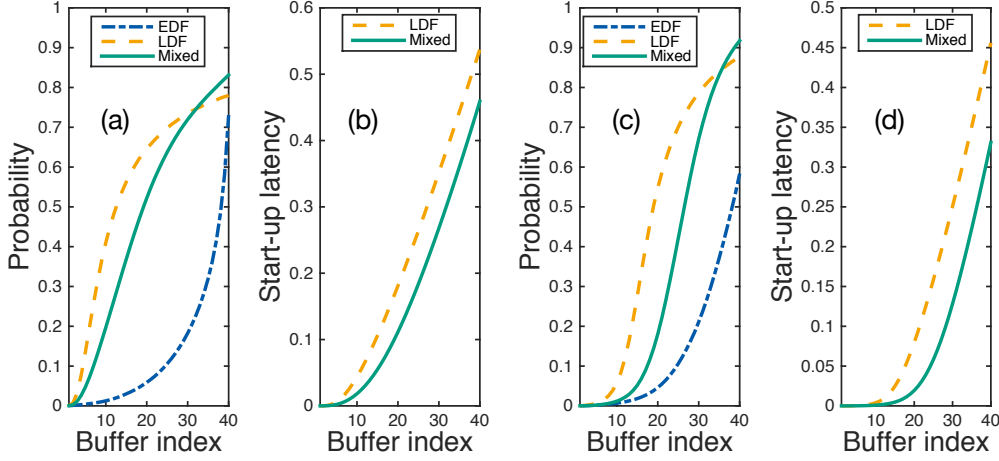 EDF
LDF
Mixed
(a)
Probability
1
0.9
0.8
0.7
0.6
0.5
0.4
0.3
0.2
0.1
0
10 20 30 40
Buffer index
LDF
Mixed
(b)
Start-up latency
0.6
0.5
0.4
0.3
0.2
0.1
0.0
10 20 30 40
Buffer index
EDF
LDF
Mixed
(c)
Probability
1
0.9
0.8
0.7
0.6
0.5
0.4
0.3
0.2
0.1
0
10 20 30 40
Buffer index
LDF
Mixed
(d)
Start-up latency
0.5
0.45
0.4
0.35
0.3
0.25
0.2
0.15
0.1
0.05
0
10 20 30 40
Buffer index